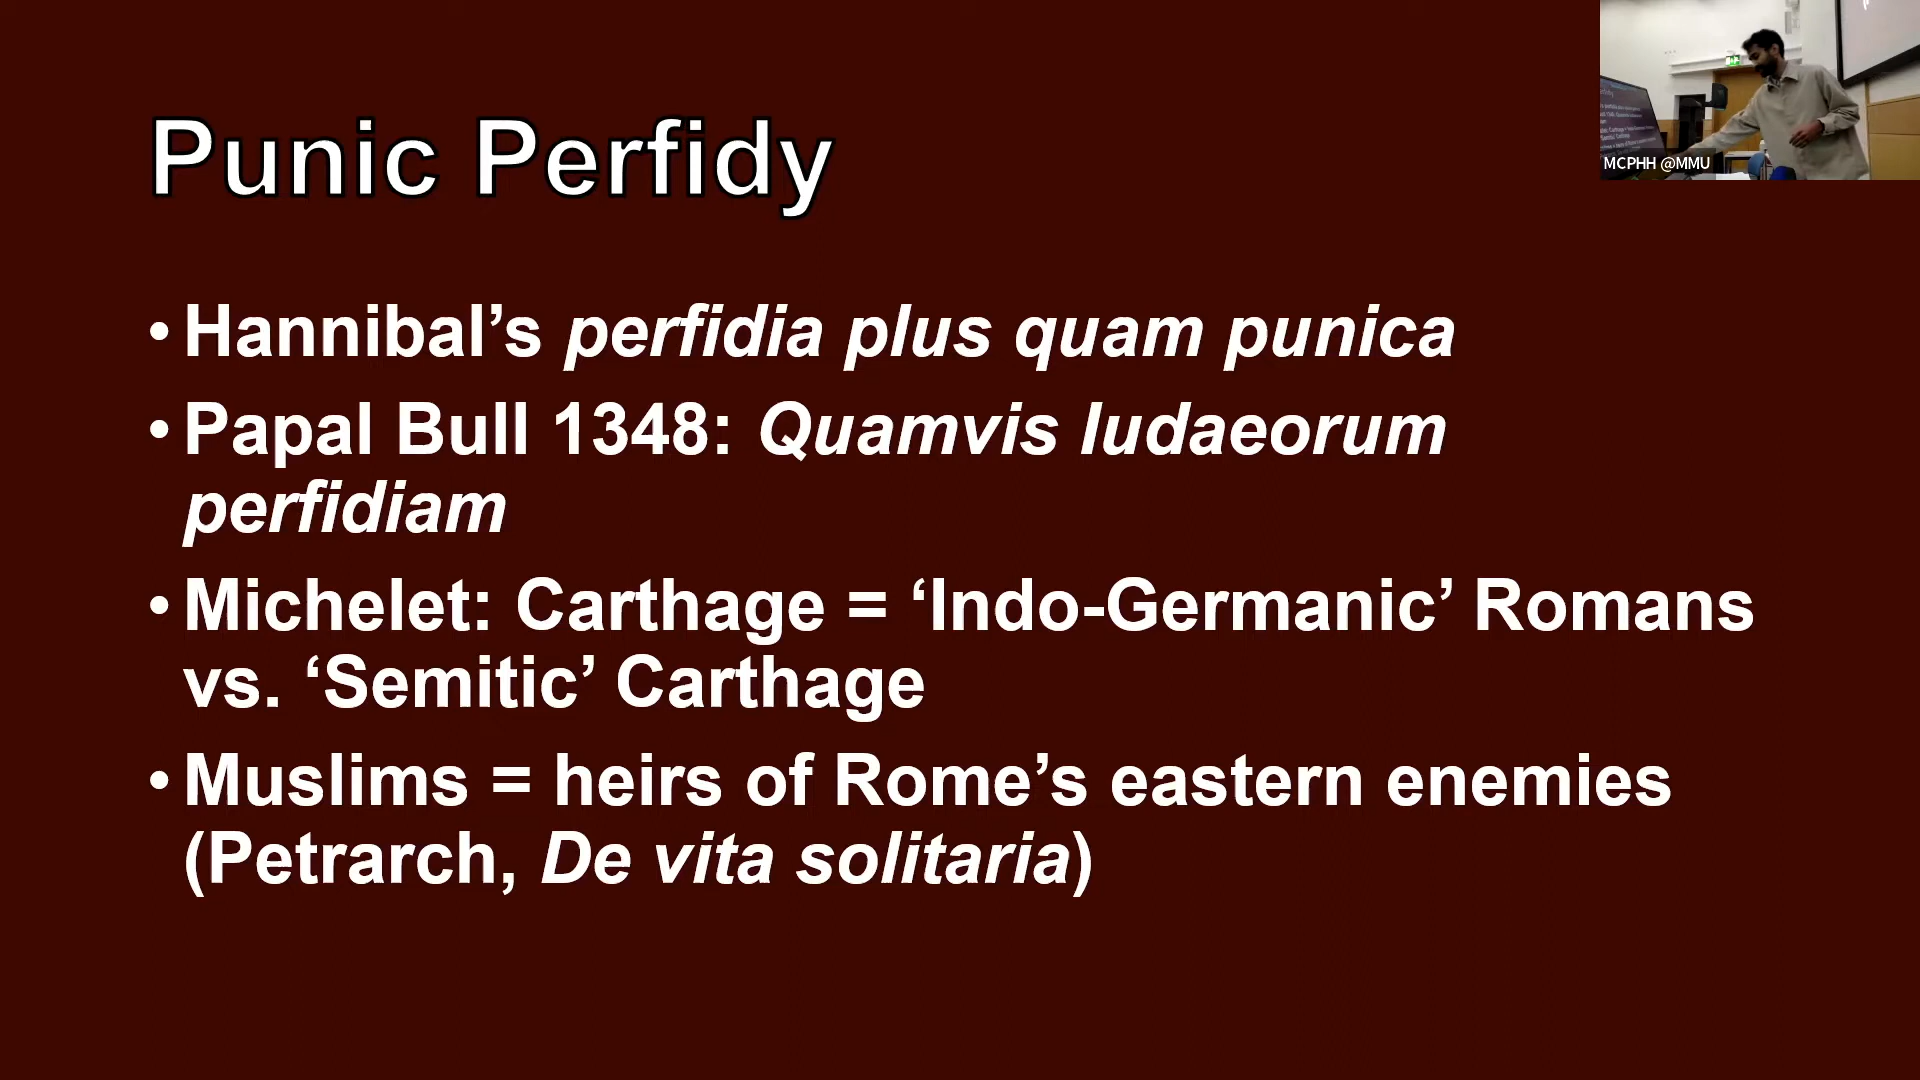 Punic Perfidy
• Hannibal’s perfidia plus quam punica
• Papal Bull 1348: Quamvis Iudaeorum
perfidiam
• Michelet: Carthage = ‘Indo-Germanic’ Romans
vs. ‘Semitic’ Carthage
• Muslims = heirs of Rome’s eastern enemies
(Petrarch, De vita solitaria)
MCPHH @MMU